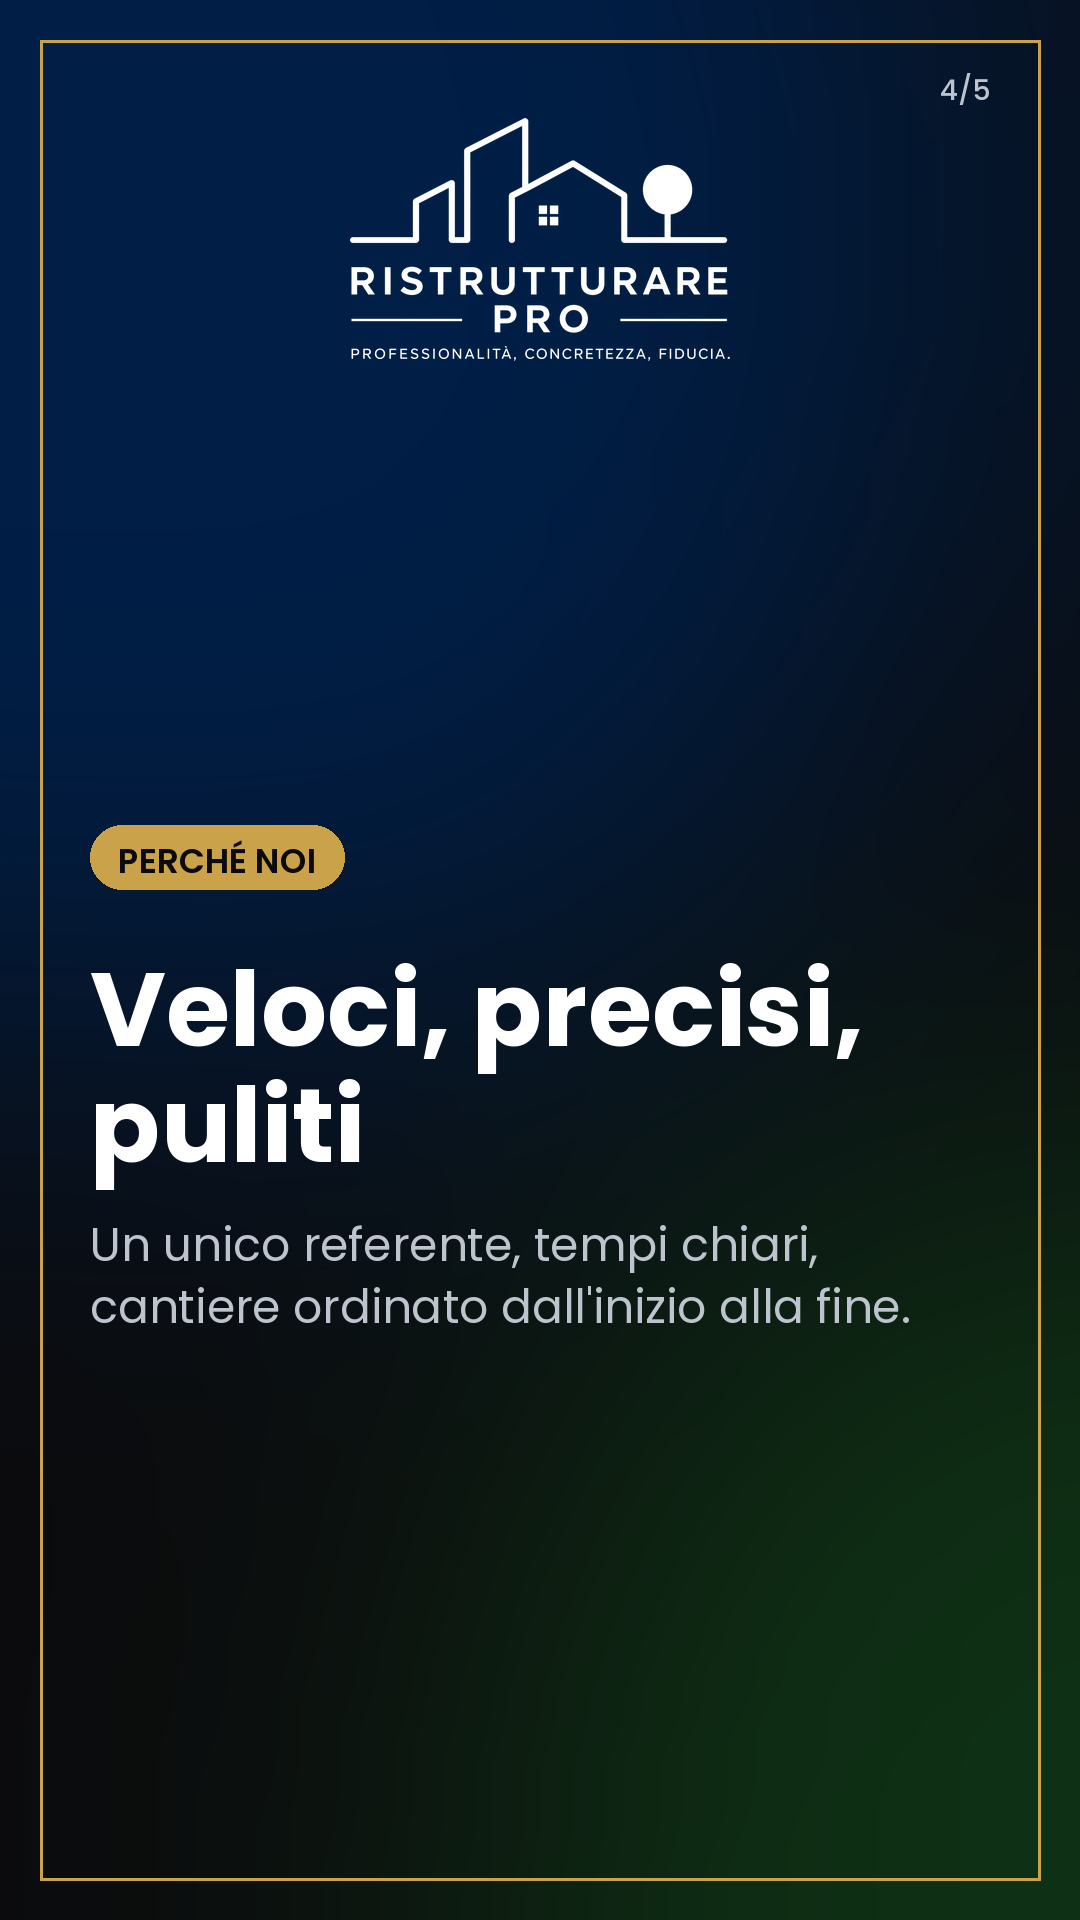 4/5
RISTRUTTURARE
PRO
PROFESSIONALITÀ, CONCRETEZZA, FIDUCIA.
PERCHÉ NOI
Veloci, precisi,
puliti
Un unico referente, tempi chiari,
cantiere ordinato dall'inizio alla fine.